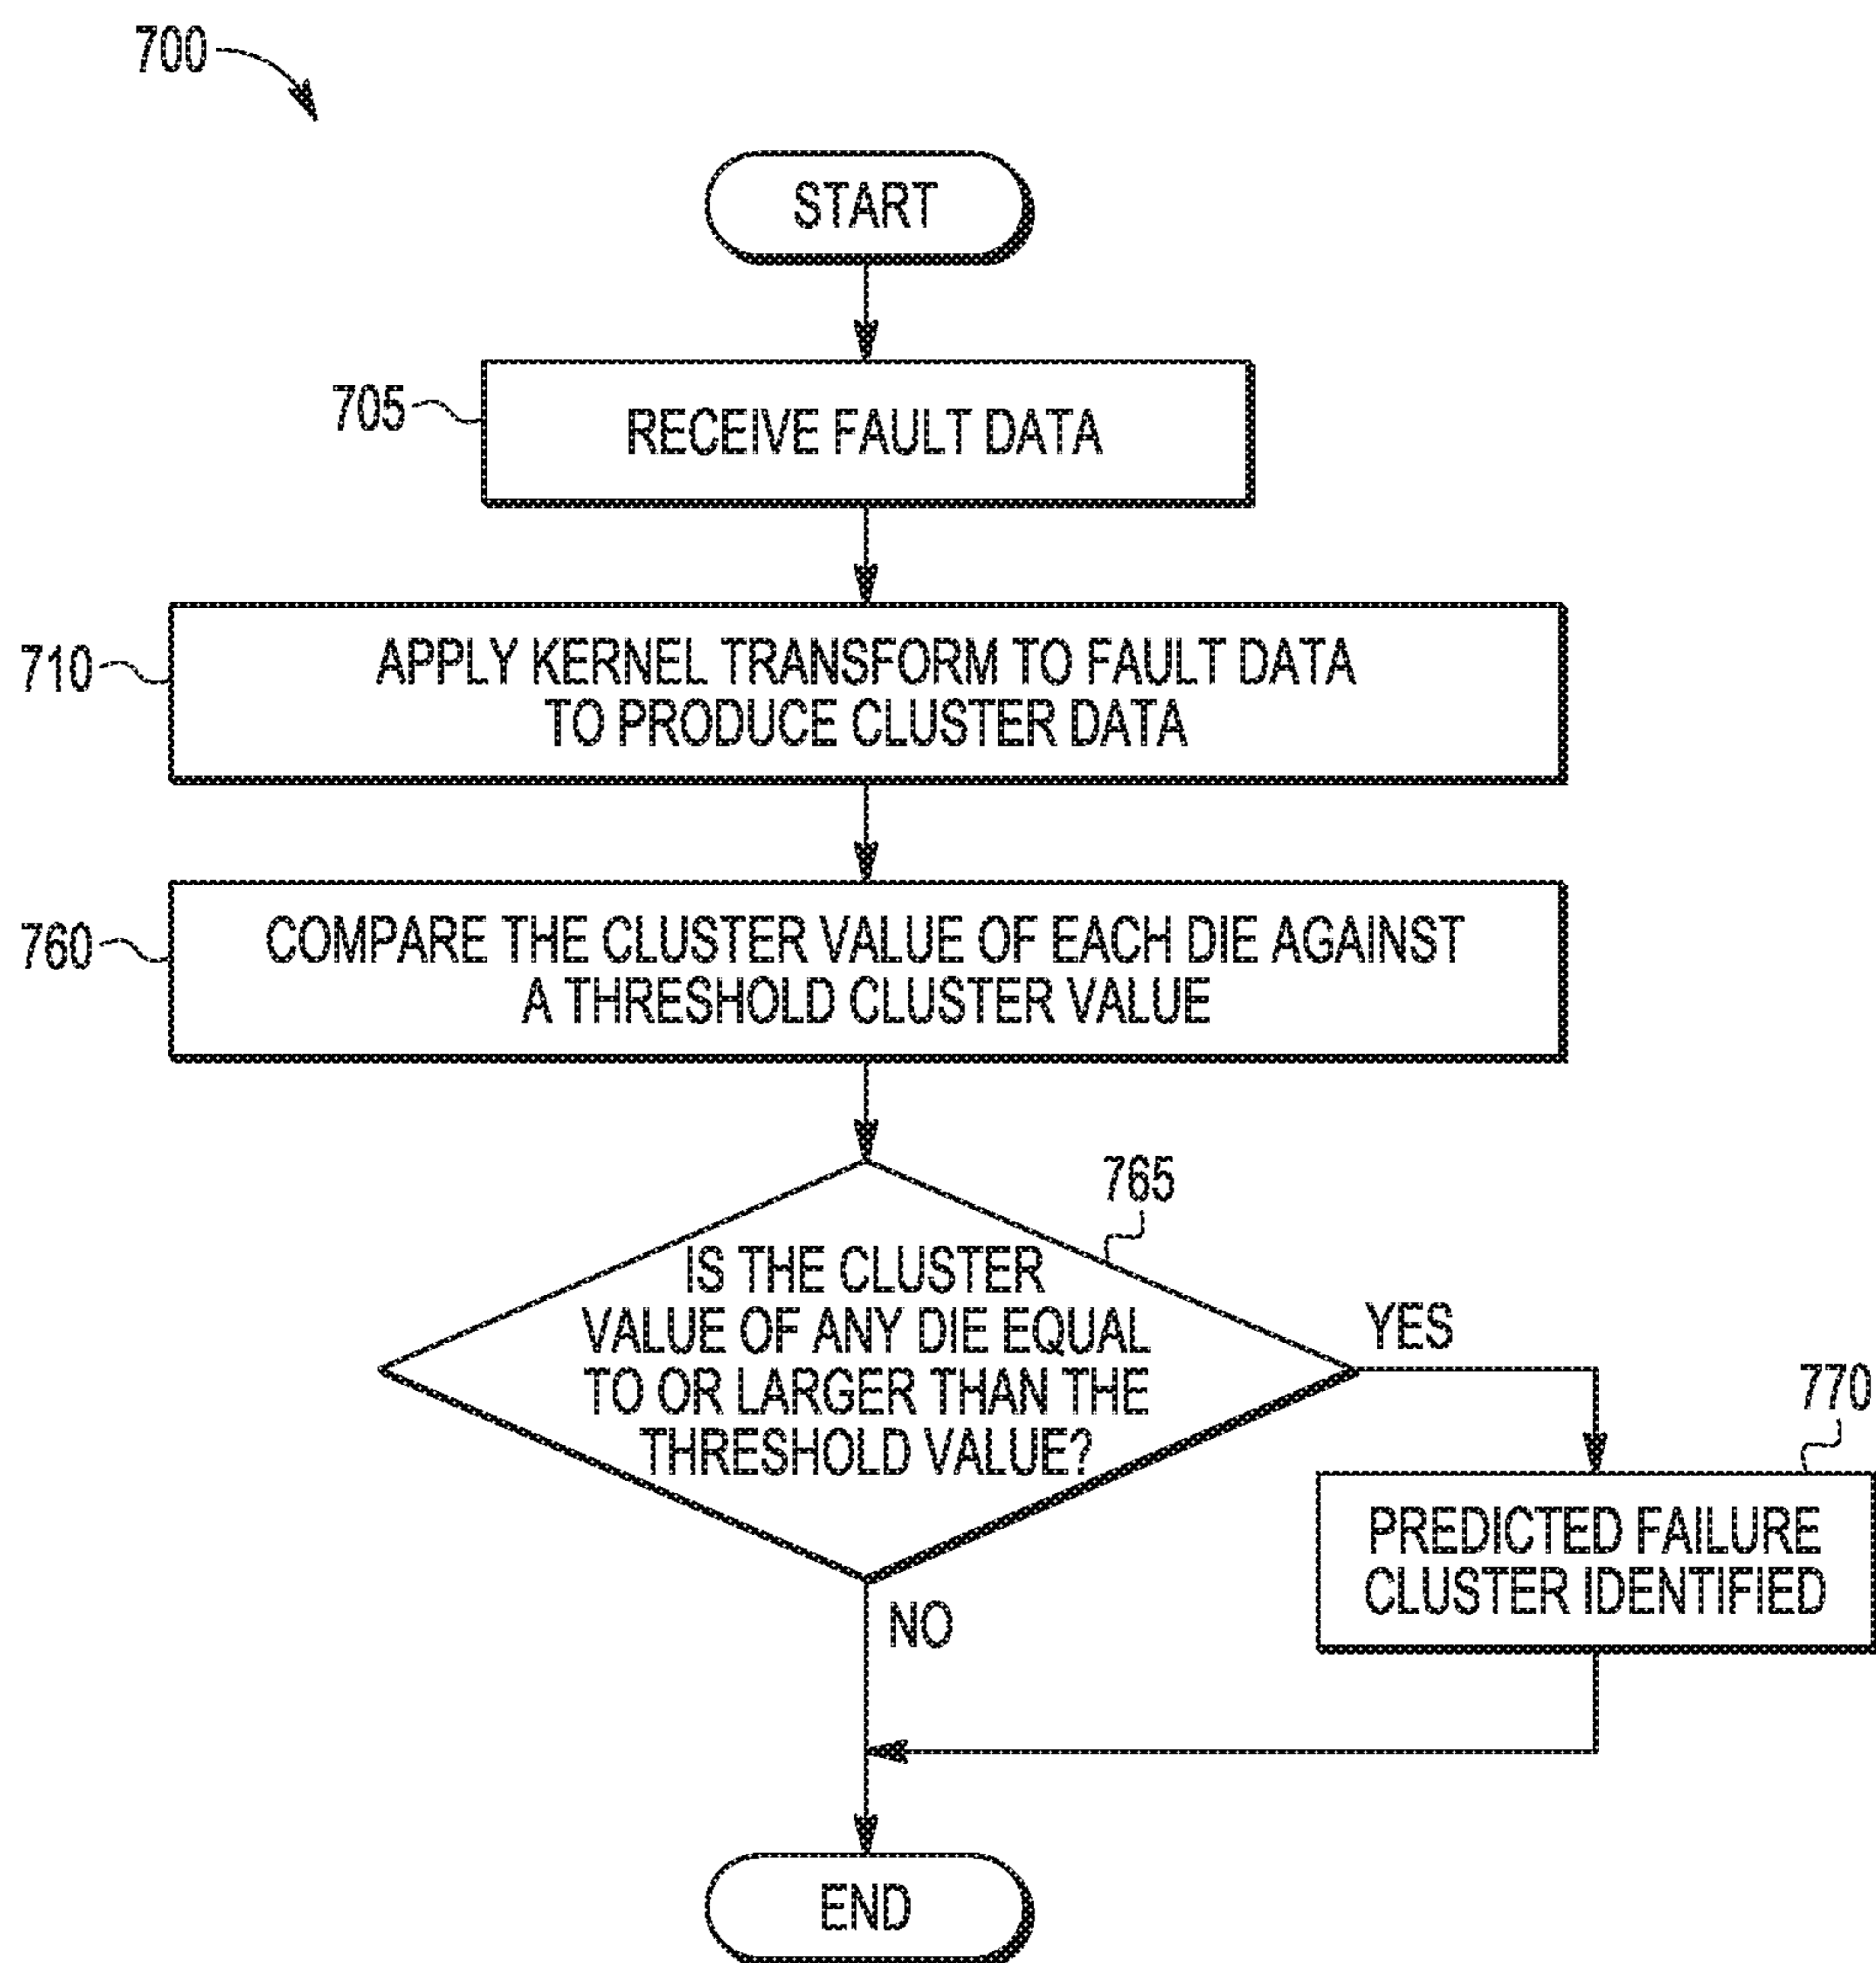 700
START
705
RECEIVE FAULT DATA
710
APPLY KERNEL TRANSFORM TO FAULT DATA
TO PRODUCE CLUSTER DATA
760
COMPARE THE CLUSTER VALUE OF EACH DIE AGAINST
A THRESHOLD CLUSTER VALUE
765
IS THE CLUSTER
VALUE OF ANY DIE EQUAL
TO OR LARGER THAN THE
THRESHOLD VALUE?
YES
770
PREDICTED FAILURE
CLUSTER IDENTIFIED
NO
END